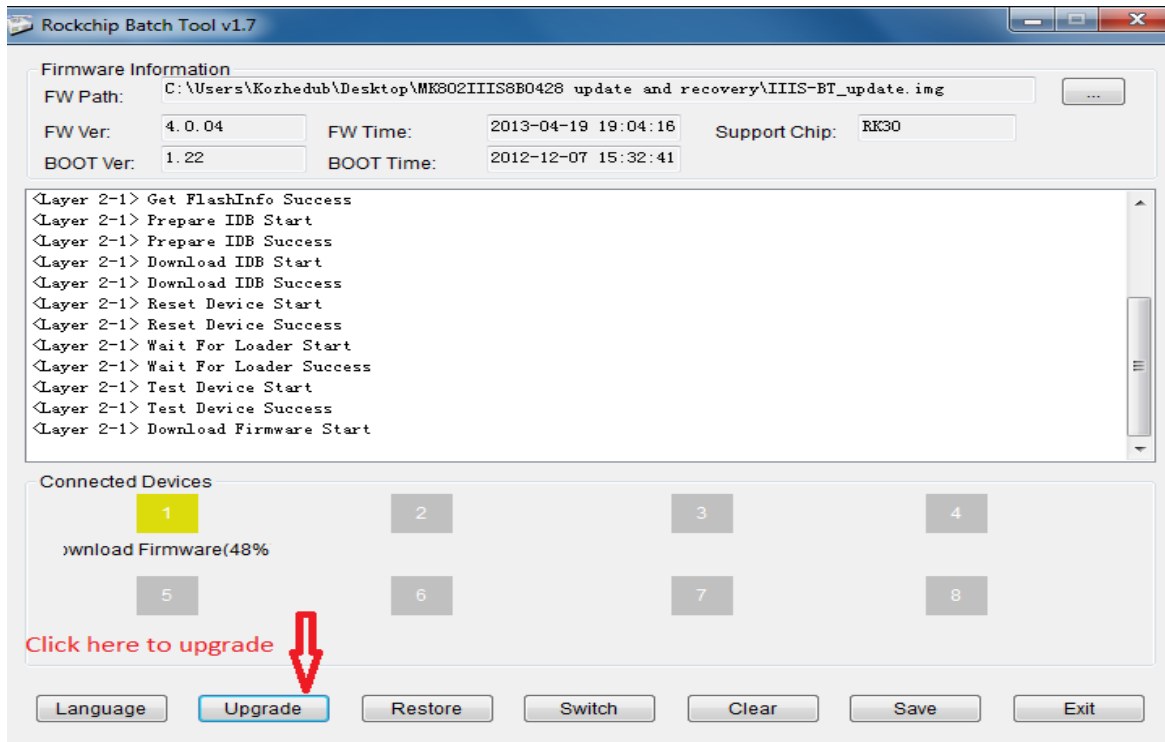 Rockchip Batch Tool v1.7
Firmware Information
FW Path: C:\Users\Kozhedub\Desktop\MK802IIIS8B0428 update and recovery\IIIS-BT_update.img ...
FW Ver: 4.0.04 FW Time: 2013-04-19 19:04:16 Support Chip: RK30
BOOT Ver: 1.22 BOOT Time: 2012-12-07 15:32:41
<Layer 2-1> Get FlashInfo Success
<Layer 2-1> Prepare IDB Start
<Layer 2-1> Prepare IDB Success
<Layer 2-1> Download IDB Start
<Layer 2-1> Download IDB Success
<Layer 2-1> Reset Device Start
<Layer 2-1> Reset Device Success
<Layer 2-1> Wait For Loader Start
<Layer 2-1> Wait For Loader Success
<Layer 2-1> Test Device Start
<Layer 2-1> Test Device Success
<Layer 2-1> Download Firmware Start
Connected Devices
1 2 3 4
ownload Firmware(48%
5 6 7 8
Click here to upgrade
Language Upgrade Restore Switch Clear Save Exit